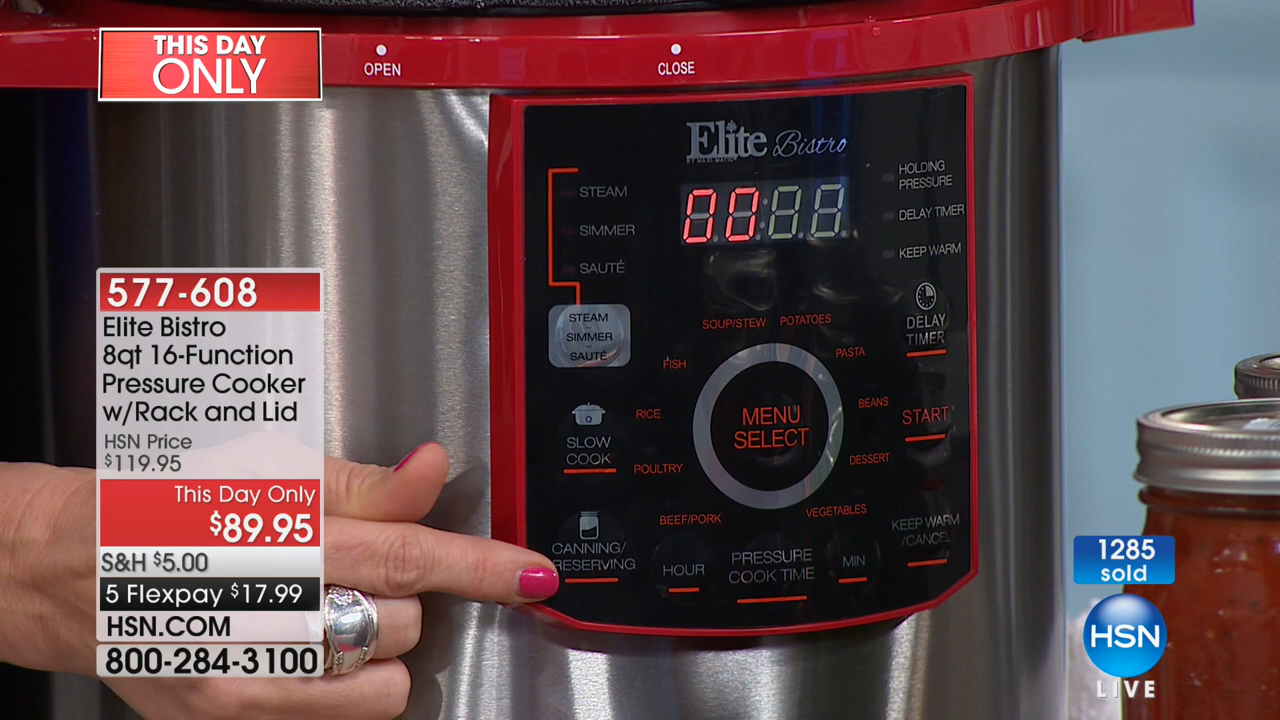 THIS DAY
ONLY
577-608
Elite Bistro
8qt 16-Function
Pressure Cooker
w/Rack and Lid
HSN Price
$119.95
This Day Only
$89.95
S&H $5.00
5 Flexpay $17.99
HSN.COM
800-284-3100
OPEN
CLOSE
Elite Bistro
BY MAXI-MATIC
00:88
STEAM
SIMMER
SAUTÉ
STEAM
SIMMER
SAUTÉ
HOLDING
PRESSURE
DELAY TIMER
KEEP WARM
DELAY
TIMER
SOUP/STEW
POTATOES
FISH
PASTA
RICE
BEANS
MENU
SELECT
START
SLOW
COOK
POULTRY
DESSERT
BEEF/PORK
VEGETABLES
CANNING/
RESERVING
HOUR
PRESSURE
COOK TIME
MIN
KEEP WARM
/CANCEL
1285
sold
HSN
LIVE